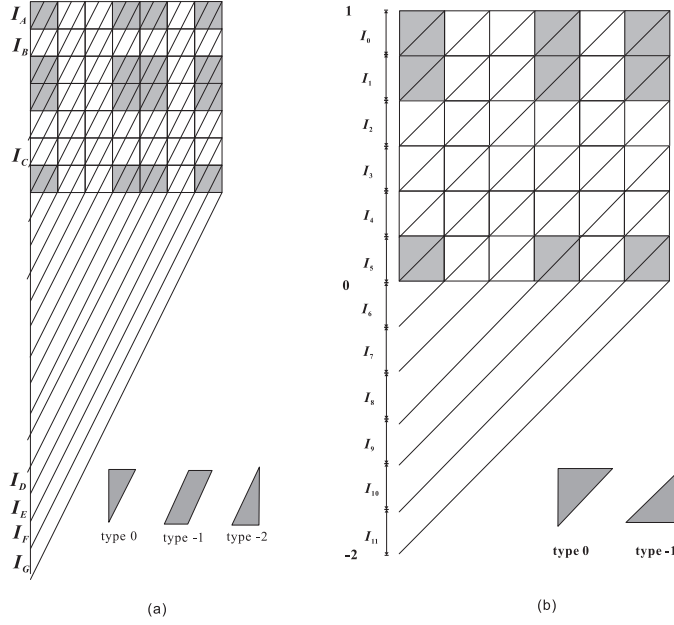 I_A
I_B
I_C
I_D
I_E
I_F
I_G
type 0
type -1
type -2
(a)
1
I_0
I_1
I_2
I_3
I_4
I_5
0
I_6
I_7
I_8
I_9
I_10
I_11
-2
type 0
type -1
(b)